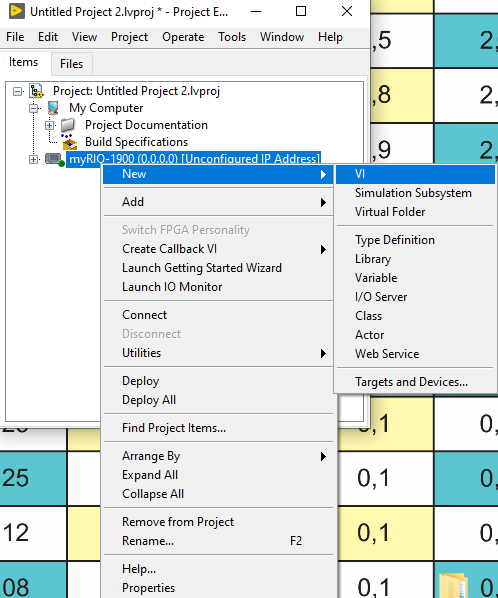 Untitled Project 2.lvproj * - Project E...
File Edit View Project Operate Tools Window Help
Items Files
Project: Untitled Project 2.lvproj
My Computer
Project Documentation
Build Specifications
myRIO-1900 (0.0.0.0) [Unconfigured IP Address]
New
Add
Switch FPGA Personality
Create Callback VI
Launch Getting Started Wizard
Launch IO Monitor
Connect
Disconnect
Utilities
Deploy
Deploy All
Find Project Items...
Arrange By
Expand All
Collapse All
Remove from Project
Rename... F2
Help...
Properties
VI
Simulation Subsystem
Virtual Folder
Type Definition
Library
Variable
I/O Server
Class
Actor
Web Service
Targets and Devices...
,5 2,
,8 2,
,9 2,
0,1 0,
25 0,1 0,
12 0,1 0,
08 0,1 0,